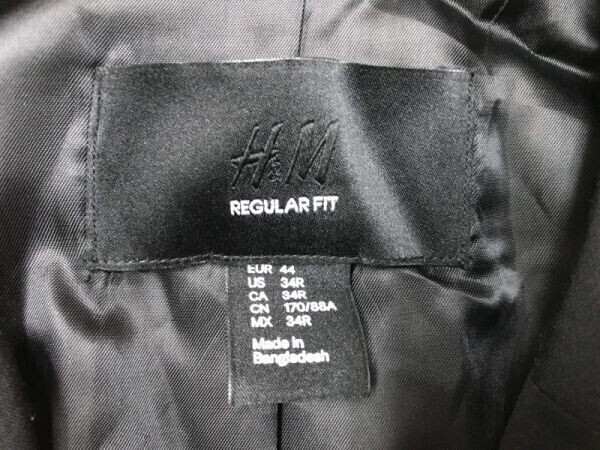 H&M
REGULAR FIT
EUR 44
US 34R
CA 34R
CN 170/88A
MX 34R
Made in
Bangladesh